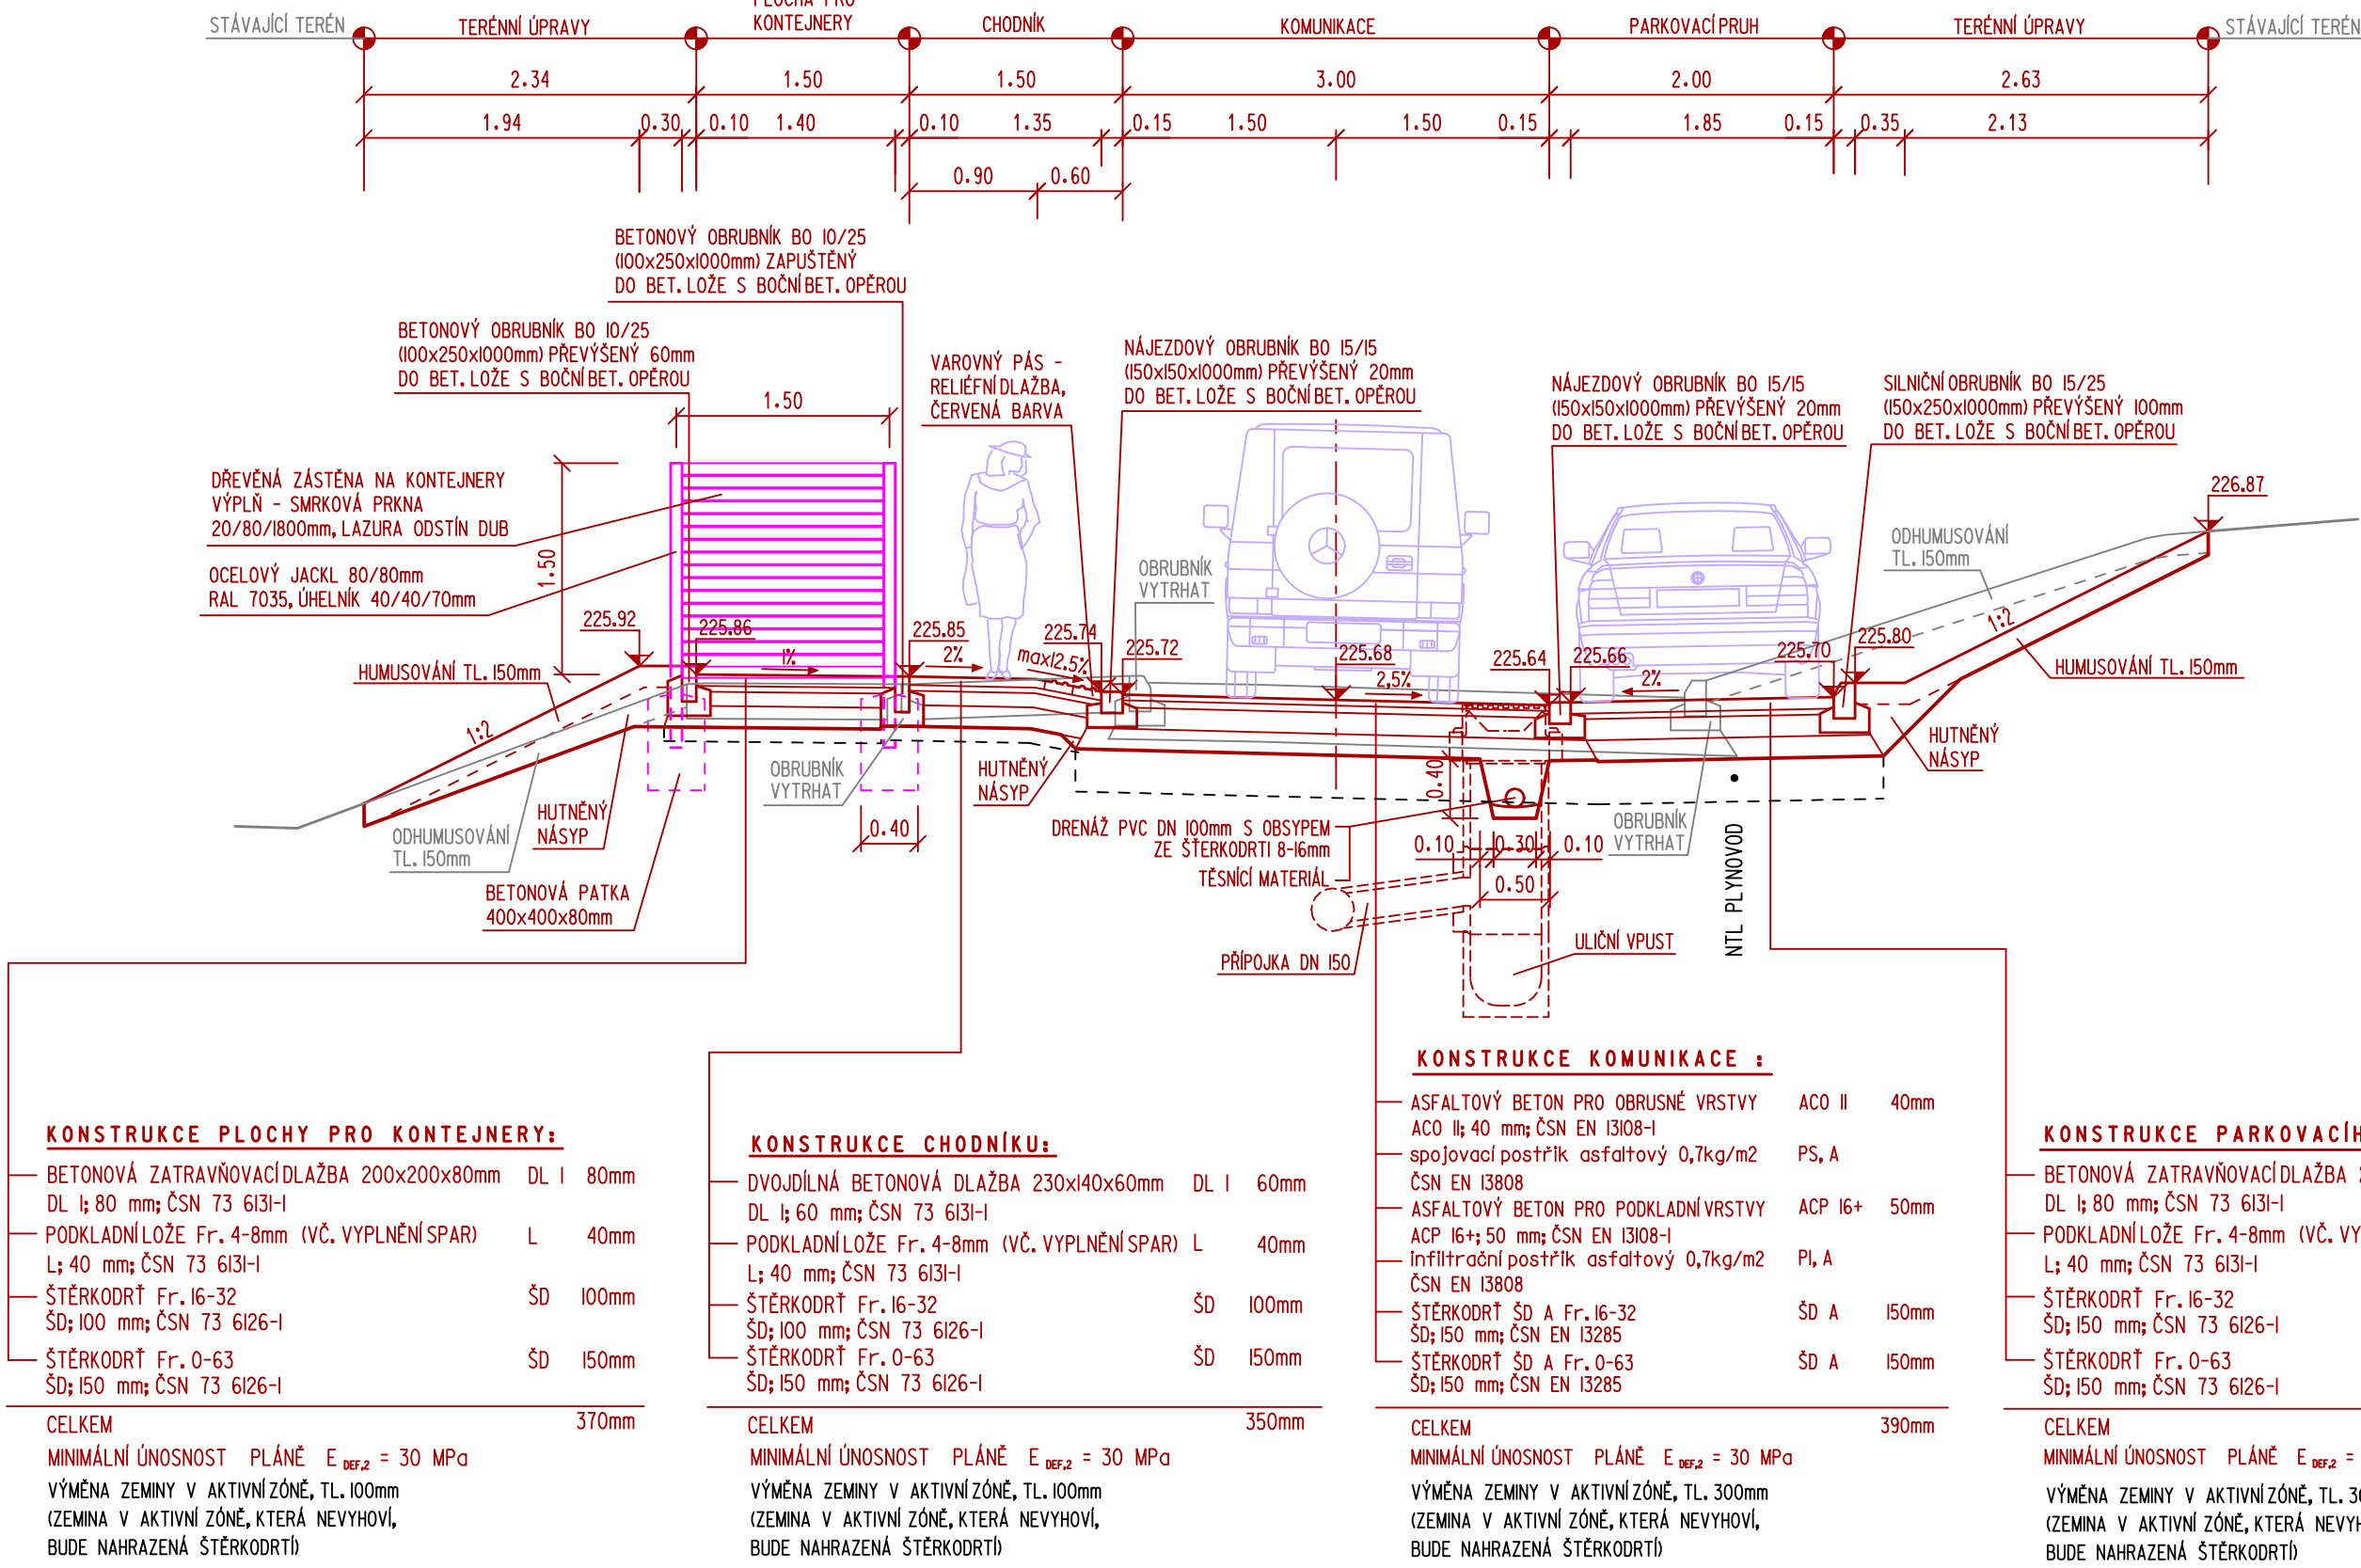 PLOCHA PRO
STÁVAJÍCÍ TERÉN
TERÉNNÍ ÚPRAVY
KONTEJNERY
CHODNÍK
KOMUNIKACE
PARKOVACÍ PRUH
TERÉNNÍ ÚPRAVY
STÁVAJÍCÍ TERÉN
2.34 1.50 1.50 3.00 2.00 2.63
1.94 0.30 0.10 1.40 0.10 1.35 0.15 1.50 1.50 0.15 1.85 0.15 0.35 2.13
0.90 0.60
BETONOVÝ OBRUBNÍK BO 10/25
(100x250x1000mm) ZAPUŠTĚNÝ
DO BET. LOŽE S BOČNÍ BET. OPĚROU
BETONOVÝ OBRUBNÍK BO 10/25
(100x250x1000mm) PŘEVÝŠENÝ 60mm
DO BET. LOŽE S BOČNÍ BET. OPĚROU
1.50
VAROVNÝ PÁS -
RELIÉFNÍ DLAŽBA,
ČERVENÁ BARVA
NÁJEZDOVÝ OBRUBNÍK BO 15/15
(150x150x1000mm) PŘEVÝŠENÝ 20mm
DO BET. LOŽE S BOČNÍ BET. OPĚROU
NÁJEZDOVÝ OBRUBNÍK BO 15/15
(150x150x1000mm) PŘEVÝŠENÝ 20mm
DO BET. LOŽE S BOČNÍ BET. OPĚROU
SILNIČNÍ OBRUBNÍK BO 15/25
(150x250x1000mm) PŘEVÝŠENÝ 100mm
DO BET. LOŽE S BOČNÍ BET. OPĚROU
DŘEVĚNÁ ZÁSTĚNA NA KONTEJNERY
VÝPLŇ - SMRKOVÁ PRKNA
20/80/1800mm, LAZURA ODSTÍN DUB
OCELOVÝ JACKL 80/80mm
RAL 7035, ÚHELNÍK 40/40/70mm
1.50
226.87
ODHUMUSOVÁNÍ
TL. 150mm
OBRUBNÍK
VYTRHAT
225.92
225.86
225.85
225.74
225.72
225.68
225.64
225.66
225.70
225.80
1%
2%
max12.5%
2,5%
2%
1:2
HUMUSOVÁNÍ TL. 150mm
HUMUSOVÁNÍ TL. 150mm
1:2
HUTNĚNÝ
NÁSYP
OBRUBNÍK
VYTRHAT
HUTNĚNÝ
NÁSYP
0.40
HUTNĚNÝ
NÁSYP
ODHUMUSOVÁNÍ
TL. 150mm
0.40
DRENÁŽ PVC DN 100mm S OBSYPEM
ZE ŠTERKODRTI 8-16mm
TĚSNÍCÍ MATERIÁL
0.10 0.30 0.10
0.50
OBRUBNÍK
VYTRHAT
NTL PLYNOVOD
BETONOVÁ PATKA
400x400x80mm
PŘÍPOJKA DN 150
ULIČNÍ VPUST
KONSTRUKCE PLOCHY PRO KONTEJNERY:
BETONOVÁ ZATRAVŇOVACÍ DLAŽBA 200x200x80mm DL I 80mm
DL I; 80 mm; ČSN 73 6131-1
PODKLADNÍ LOŽE Fr. 4-8mm (VČ. VYPLNĚNÍ SPAR) L 40mm
L; 40 mm; ČSN 73 6131-1
ŠTĚRKODRŤ Fr. 16-32 ŠD 100mm
ŠD; 100 mm; ČSN 73 6126-1
ŠTĚRKODRŤ Fr. 0-63 ŠD 150mm
ŠD; 150 mm; ČSN 73 6126-1
CELKEM 370mm
MINIMÁLNÍ ÚNOSNOST PLÁNĚ E DEF,2 = 30 MPa
VÝMĚNA ZEMINY V AKTIVNÍ ZÓNĚ, TL. 100mm
(ZEMINA V AKTIVNÍ ZÓNĚ, KTERÁ NEVYHOVÍ,
BUDE NAHRAZENÁ ŠTĚRKODRTÍ)
KONSTRUKCE CHODNÍKU:
DVOJDÍLNÁ BETONOVÁ DLAŽBA 230x140x60mm DL I 60mm
DL I; 60 mm; ČSN 73 6131-1
PODKLADNÍ LOŽE Fr. 4-8mm (VČ. VYPLNĚNÍ SPAR) L 40mm
L; 40 mm; ČSN 73 6131-1
ŠTĚRKODRŤ Fr. 16-32 ŠD 100mm
ŠD; 100 mm; ČSN 73 6126-1
ŠTĚRKODRŤ Fr. 0-63 ŠD 150mm
ŠD; 150 mm; ČSN 73 6126-1
CELKEM 350mm
MINIMÁLNÍ ÚNOSNOST PLÁNĚ E DEF,2 = 30 MPa
VÝMĚNA ZEMINY V AKTIVNÍ ZÓNĚ, TL. 100mm
(ZEMINA V AKTIVNÍ ZÓNĚ, KTERÁ NEVYHOVÍ,
BUDE NAHRAZENÁ ŠTĚRKODRTÍ)
KONSTRUKCE KOMUNIKACE :
ASFALTOVÝ BETON PRO OBRUSNÉ VRSTVY ACO 11 40mm
ACO 11; 40 mm; ČSN EN 13108-1
spojovací postřik asfaltový 0,7kg/m2 PS, A
ČSN EN 13808
ASFALTOVÝ BETON PRO PODKLADNÍ VRSTVY ACP 16+ 50mm
ACP 16+; 50 mm; ČSN EN 13108-1
infiltrační postřik asfaltový 0,7kg/m2 PI, A
ČSN EN 13808
ŠTĚRKODRŤ ŠD A Fr. 16-32 ŠD A 150mm
ŠD; 150 mm; ČSN EN 13285
ŠTĚRKODRŤ ŠD A Fr. 0-63 ŠD A 150mm
ŠD; 150 mm; ČSN EN 13285
CELKEM 390mm
MINIMÁLNÍ ÚNOSNOST PLÁNĚ E DEF,2 = 30 MPa
VÝMĚNA ZEMINY V AKTIVNÍ ZÓNĚ, TL. 300mm
(ZEMINA V AKTIVNÍ ZÓNĚ, KTERÁ NEVYHOVÍ,
BUDE NAHRAZENÁ ŠTĚRKODRTÍ)
KONSTRUKCE PARKOVACÍH
BETONOVÁ ZATRAVŇOVACÍ DLAŽBA
DL I; 80 mm; ČSN 73 6131-1
PODKLADNÍ LOŽE Fr. 4-8mm (VČ. VY
L; 40 mm; ČSN 73 6131-1
ŠTĚRKODRŤ Fr. 16-32
ŠD; 150 mm; ČSN 73 6126-1
ŠTĚRKODRŤ Fr. 0-63
ŠD; 150 mm; ČSN 73 6126-1
CELKEM
MINIMÁLNÍ ÚNOSNOST PLÁNĚ E DEF,2 =
VÝMĚNA ZEMINY V AKTIVNÍ ZÓNĚ, TL. 3
(ZEMINA V AKTIVNÍ ZÓNĚ, KTERÁ NEVYH
BUDE NAHRAZENÁ ŠTĚRKODRTÍ)